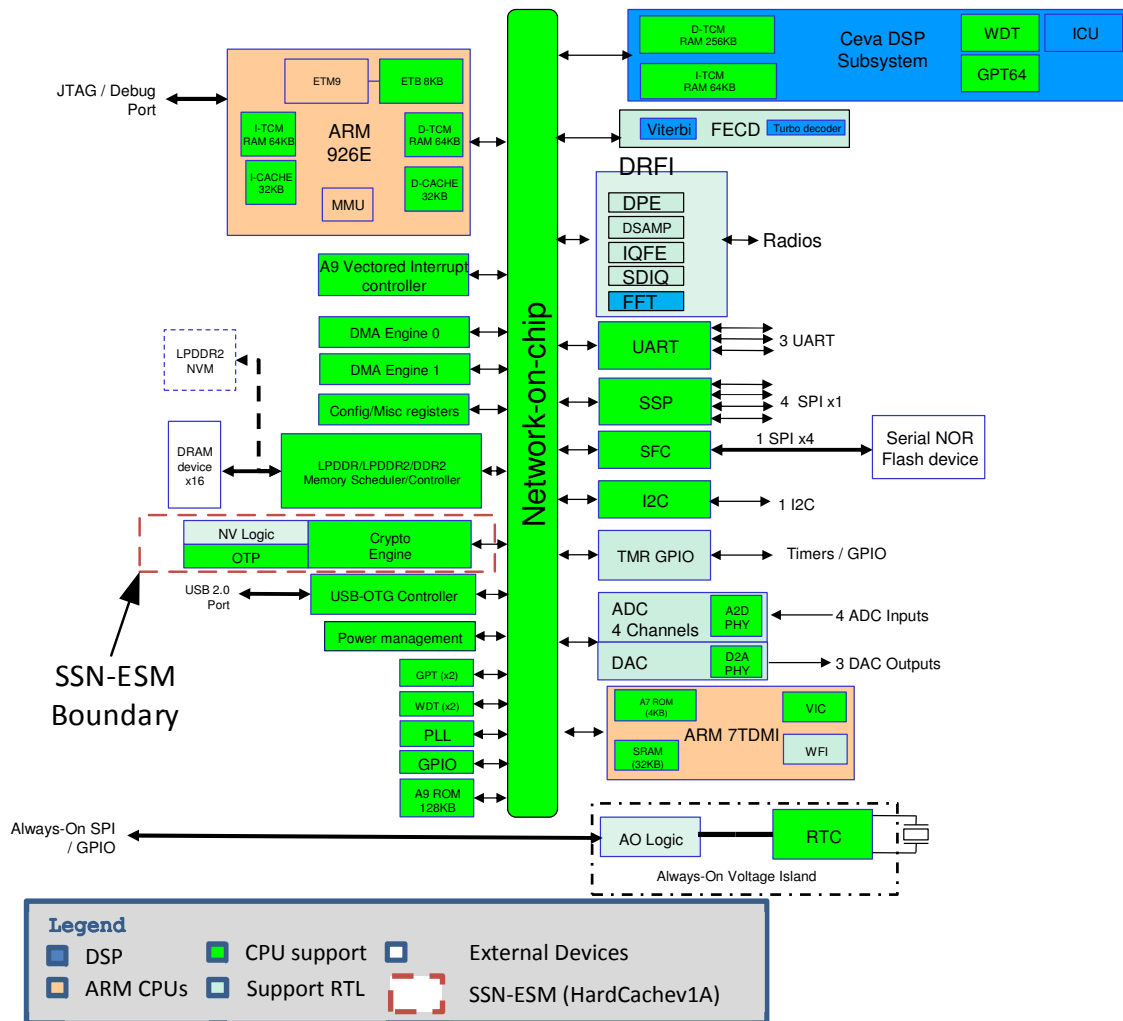 JTAG / Debug
Port
ETM9
ETB 8KB
I-TCM
RAM 64KB
ARM
926E
D-TCM
RAM 64KB
I-CACHE
32KB
D-CACHE
32KB
MMU
A9 Vectored Interrupt
controller
DMA Engine 0
DMA Engine 1
Config/Misc registers
LPDDR2
NVM
DRAM
device
x16
LPDDR/LPDDR2/DDR2
Memory Scheduler/Controller
NV Logic
OTP
Crypto
Engine
USB 2.0
Port
USB-OTG Controller
Power management
SSN-ESM
Boundary
GPT (x2)
WDT (x2)
PLL
GPIO
A9 ROM
128KB
Network-on-chip
D-TCM
RAM 256KB
I-TCM
RAM 64KB
Ceva DSP
Subsystem
WDT
ICU
GPT64
Viterbi
FECD
Turbo decoder
DRFI
DPE
DSAMP
IQFE
SDIQ
FFT
Radios
UART
3 UART
SSP
4 SPI x1
SFC
1 SPI x4
Serial NOR
Flash device
I2C
1 I2C
TMR GPIO
Timers / GPIO
ADC
4 Channels
A2D
PHY
4 ADC Inputs
DAC
D2A
PHY
3 DAC Outputs
A7 ROM
(4KB)
VIC
ARM 7TDMI
SRAM
(32KB)
WFI
Always-On SPI
/ GPIO
AO Logic
RTC
Always-On Voltage Island
Legend
DSP
CPU support
External Devices
ARM CPUs
Support RTL
SSN-ESM (HardCachev1A)